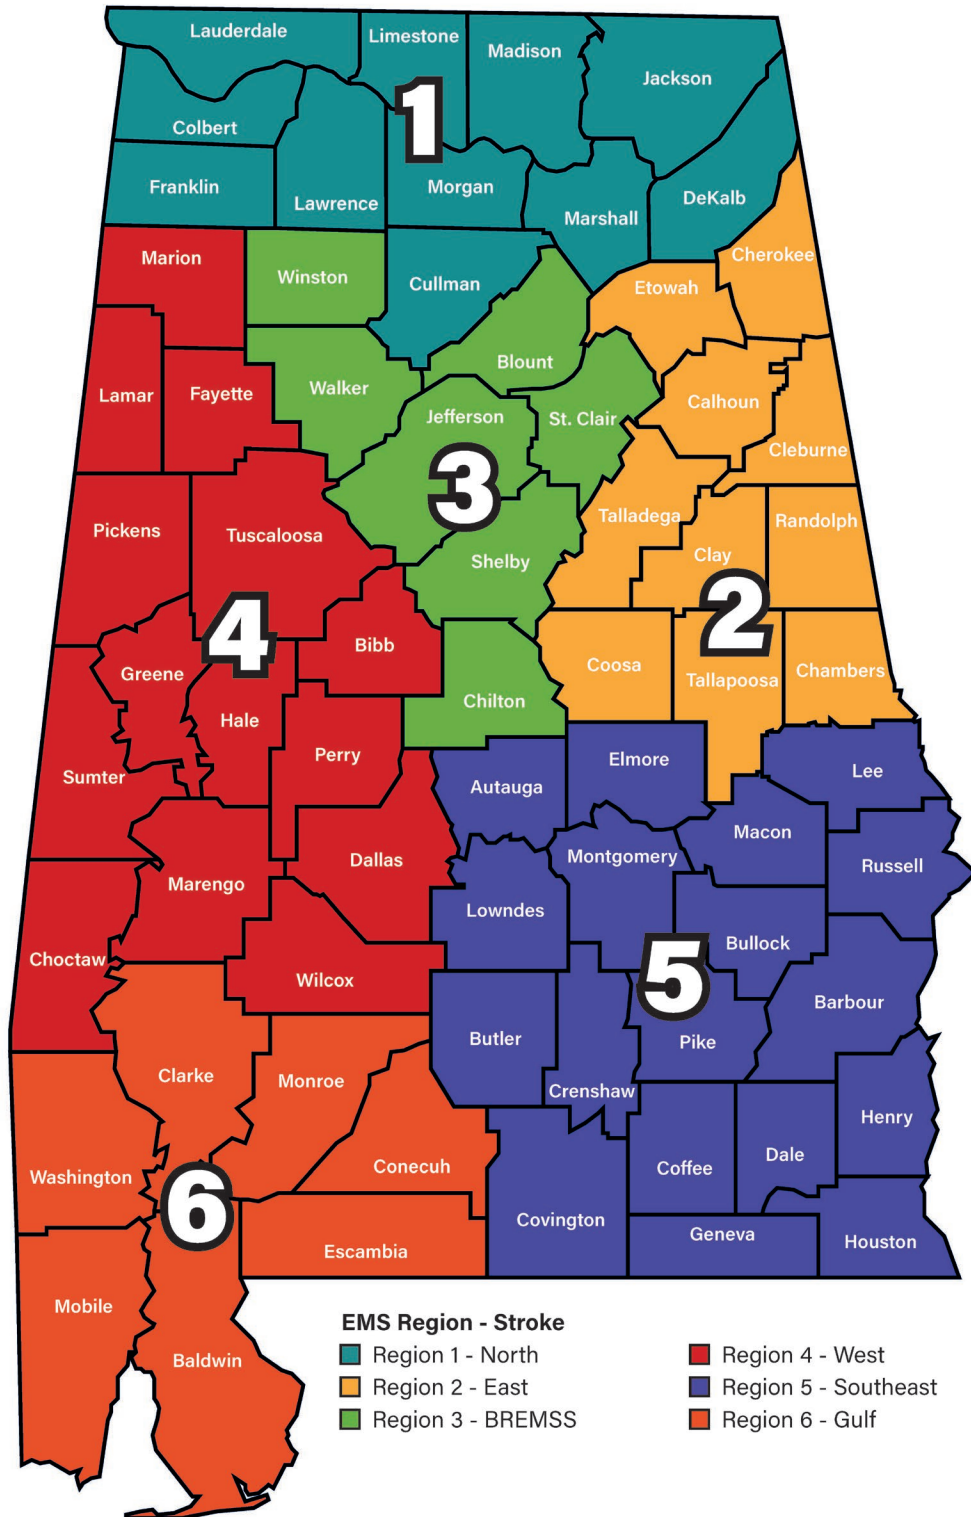 Lauderdale
Limestone
Madison
Jackson
Colbert
1
Franklin
Lawrence
Morgan
Marshall
DeKalb
Marion
Winston
Cullman
Etowah
Cherokee
Lamar
Fayette
Walker
Blount
Jefferson
St. Clair
Calhoun
Cleburne
3
Pickens
Tuscaloosa
Shelby
Talladega
Clay
Randolph
2
4
Greene
Hale
Bibb
Chilton
Coosa
Tallapoosa
Chambers
Sumter
Perry
Autauga
Elmore
Lee
Marengo
Dallas
Lowndes
Montgomery
Macon
Russell
Choctaw
Wilcox
Butler
5
Bullock
Barbour
Pike
Clarke
Monroe
Crenshaw
Henry
Washington
6
Conecuh
Covington
Coffee
Dale
Geneva
Houston
Escambia
Mobile
Baldwin
EMS Region - Stroke
Region 1 - North
Region 2 - East
Region 3 - BREMSS
Region 4 - West
Region 5 - Southeast
Region 6 - Gulf